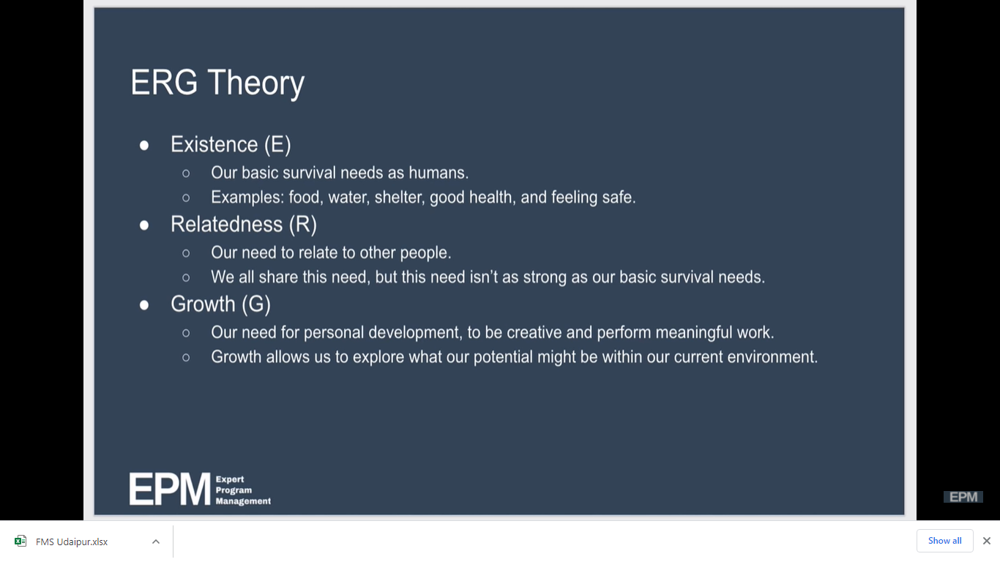 ERG Theory
● Existence (E)
○ Our basic survival needs as humans.
○ Examples: food, water, shelter, good health, and feeling safe.
● Relatedness (R)
○ Our need to relate to other people.
○ We all share this need, but this need isn’t as strong as our basic survival needs.
● Growth (G)
○ Our need for personal development, to be creative and perform meaningful work.
○ Growth allows us to explore what our potential might be within our current environment.
EPM
Expert
Program
Management
EPM
FMS Udaipur.xlsx
Show all